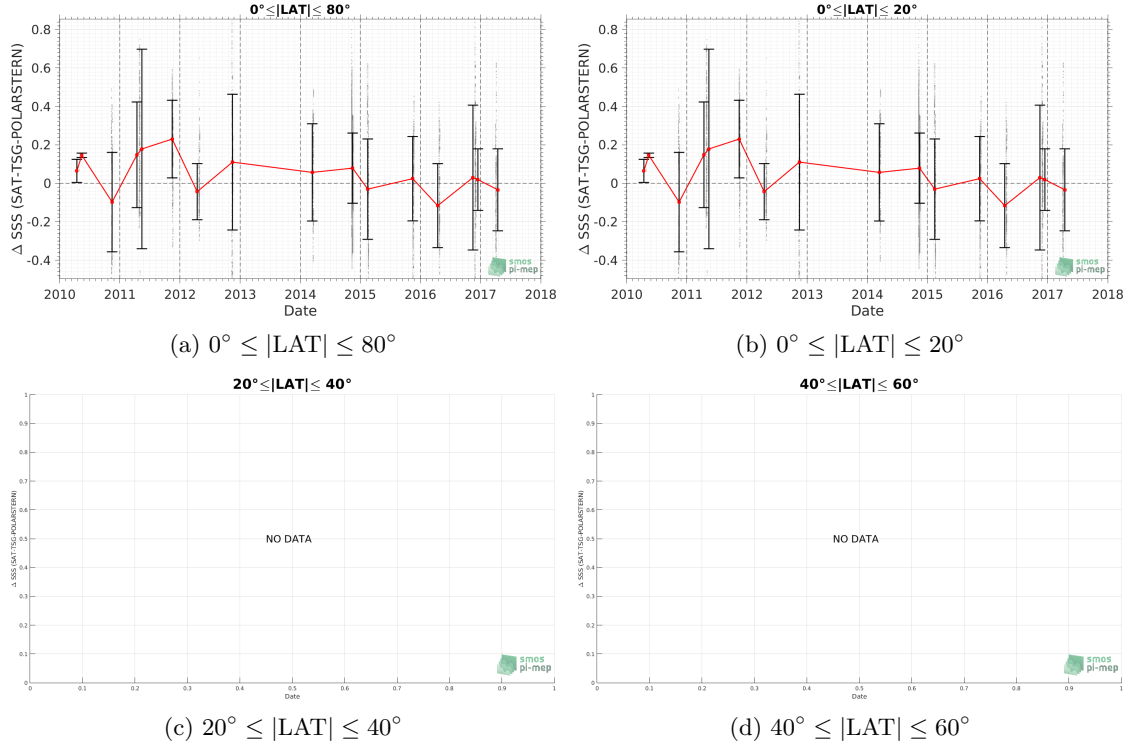 0°≤|LAT|≤ 80°
Δ SSS (SAT-TSG-POLARSTERN)
0.8
0.6
0.4
0.2
0
-0.2
-0.4
2010 2011 2012 2013 2014 2015 2016 2017 2018
Date
smos
pi-mep
(a) 0° ≤ |LAT| ≤ 80°
0°≤|LAT|≤ 20°
Δ SSS (SAT-TSG-POLARSTERN)
0.8
0.6
0.4
0.2
0
-0.2
-0.4
2010 2011 2012 2013 2014 2015 2016 2017 2018
Date
smos
pi-mep
(b) 0° ≤ |LAT| ≤ 20°
20°≤|LAT|≤ 40°
Δ SSS (SAT-TSG-POLARSTERN)
1
0.9
0.8
0.7
0.6
0.5
0.4
0.3
0.2
0.1
0
NO DATA
0 0.1 0.2 0.3 0.4 0.5 0.6 0.7 0.8 0.9 1
Date
smos
pi-mep
(c) 20° ≤ |LAT| ≤ 40°
40°≤|LAT|≤ 60°
Δ SSS (SAT-TSG-POLARSTERN)
1
0.9
0.8
0.7
0.6
0.5
0.4
0.3
0.2
0.1
0
NO DATA
0 0.1 0.2 0.3 0.4 0.5 0.6 0.7 0.8 0.9 1
Date
smos
pi-mep
(d) 40° ≤ |LAT| ≤ 60°